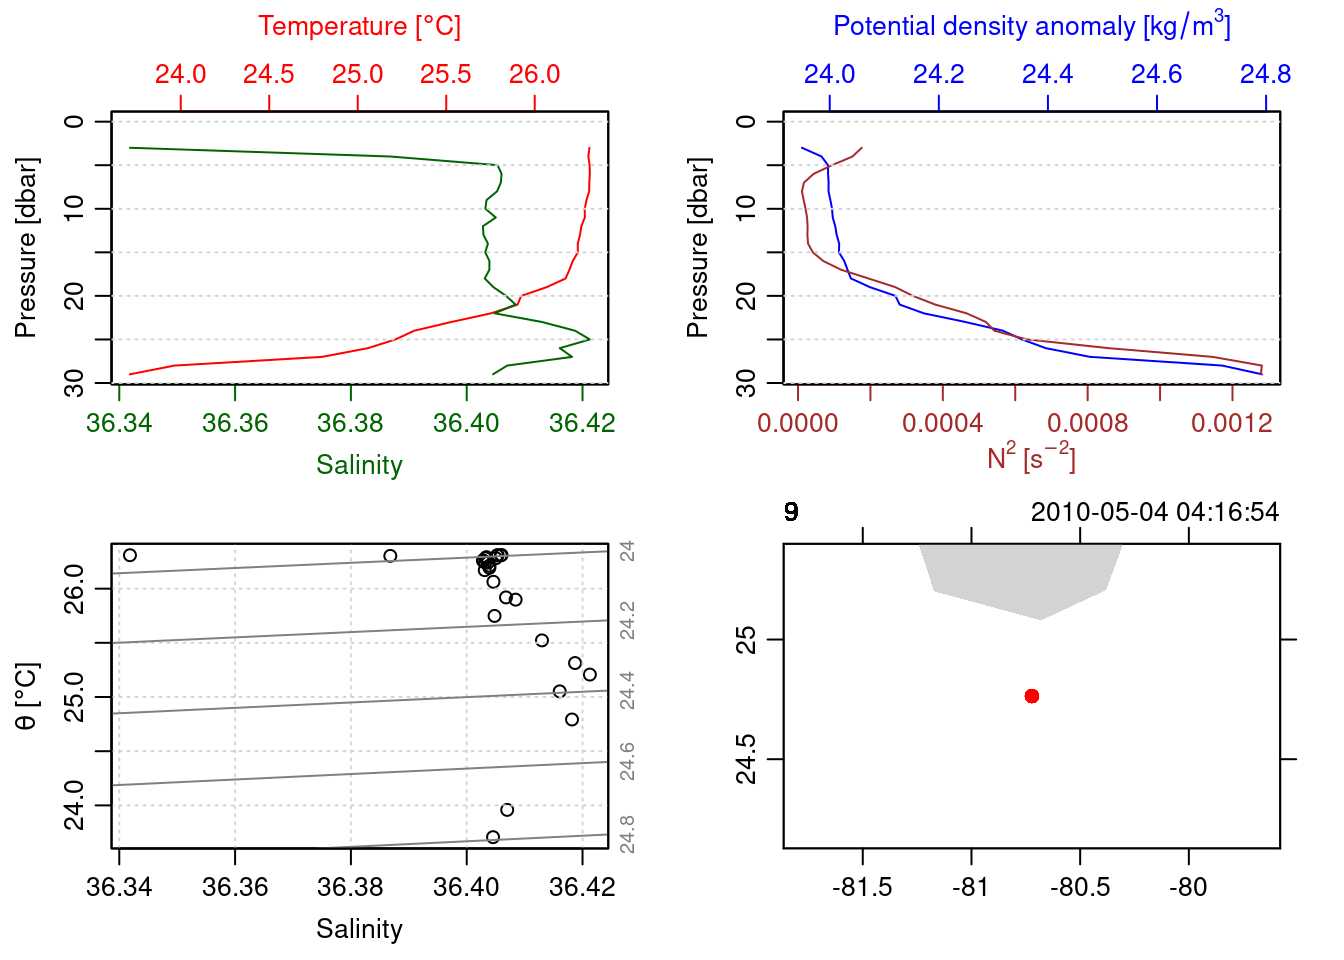 Temperature [°C]
24.0 24.5 25.0 25.5 26.0
Pressure [dbar]
0 10 20 30
36.34 36.36 36.38 36.40 36.42
Salinity
Potential density anomaly [kg/m³]
24.0 24.2 24.4 24.6 24.8
Pressure [dbar]
0 10 20 30
0.0000 0.0004 0.0008 0.0012
N² [s⁻²]
θ [°C]
26.0 25.0 24.0
24 24.2 24.4 24.6 24.8
36.34 36.36 36.38 36.40 36.42
Salinity
2010-05-04 04:16:54
25 24.5
-81.5 -81 -80.5 -80